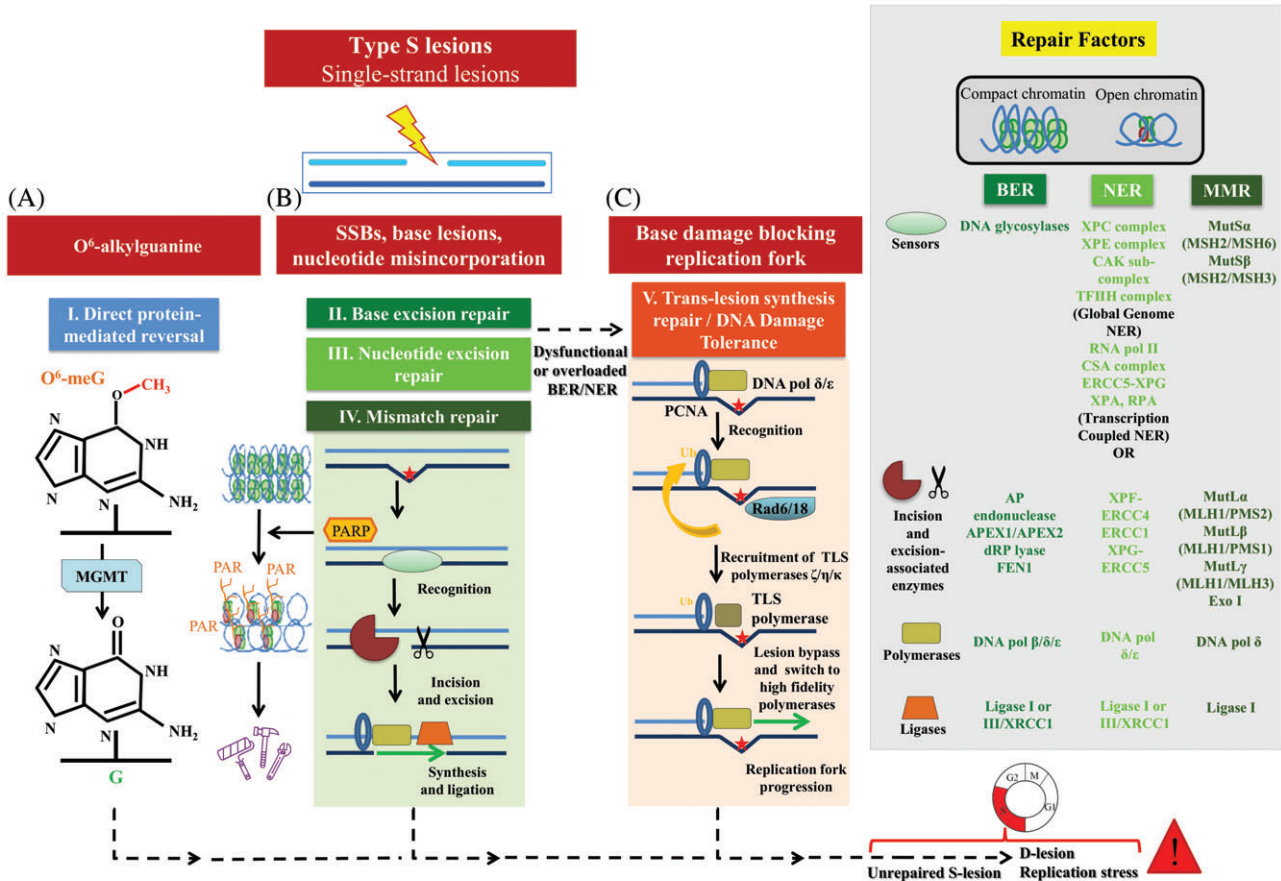 Type S lesions
Single-strand lesions
(A)
O⁶-alkylguanine
I. Direct protein-
mediated reversal
O⁶-meG
CH₃
O
N
NH
N
N
NH₂
MGMT
O
N
NH
N
N
NH₂
G
(B)
SSBs, base lesions,
nucleotide misincorporation
II. Base excision repair
III. Nucleotide excision
repair
IV. Mismatch repair
PARP
PAR
PAR
PAR
Recognition
Incision
and excision
Synthesis
and ligation
Dysfunctional
or overloaded
BER/NER
(C)
Base damage blocking
replication fork
V. Trans-lesion synthesis
repair / DNA Damage
Tolerance
DNA pol δ/ε
PCNA
Recognition
Ub
Rad6/18
Recruitment of TLS
polymerases ζ/η/κ
Ub
TLS
polymerase
Lesion bypass
and switch to
high fidelity
polymerases
Replication fork
progression
Repair Factors
Compact chromatin
Open chromatin
BER
NER
MMR
Sensors
DNA glycosylases
XPC complex
XPE complex
CAK sub-
complex
TFIIH complex
(Global Genome
NER)
RNA pol II
CSA complex
ERCC5-XPG
XPA, RPA
(Transcription
Coupled NER)
OR
MutSα
(MSH2/MSH6)
MutSβ
(MSH2/MSH3)
Incision
and
excision-
associated
enzymes
AP
endonuclease
APEX1/APEX2
dRP lyase
FEN1
XPF-
ERCC4
ERCC1
XPG-
ERCC5
MutLα
(MLH1/PMS2)
MutLβ
(MLH1/PMS1)
MutLγ
(MLH1/MLH3)
Exo I
Polymerases
DNA pol β/δ/ε
DNA pol
δ/ε
DNA pol δ
Ligases
Ligase I or
III/XRCC1
Ligase I or
III/XRCC1
Ligase I
G2
M
G1
S
Unrepaired S-lesion
D-lesion
Replication stress
!